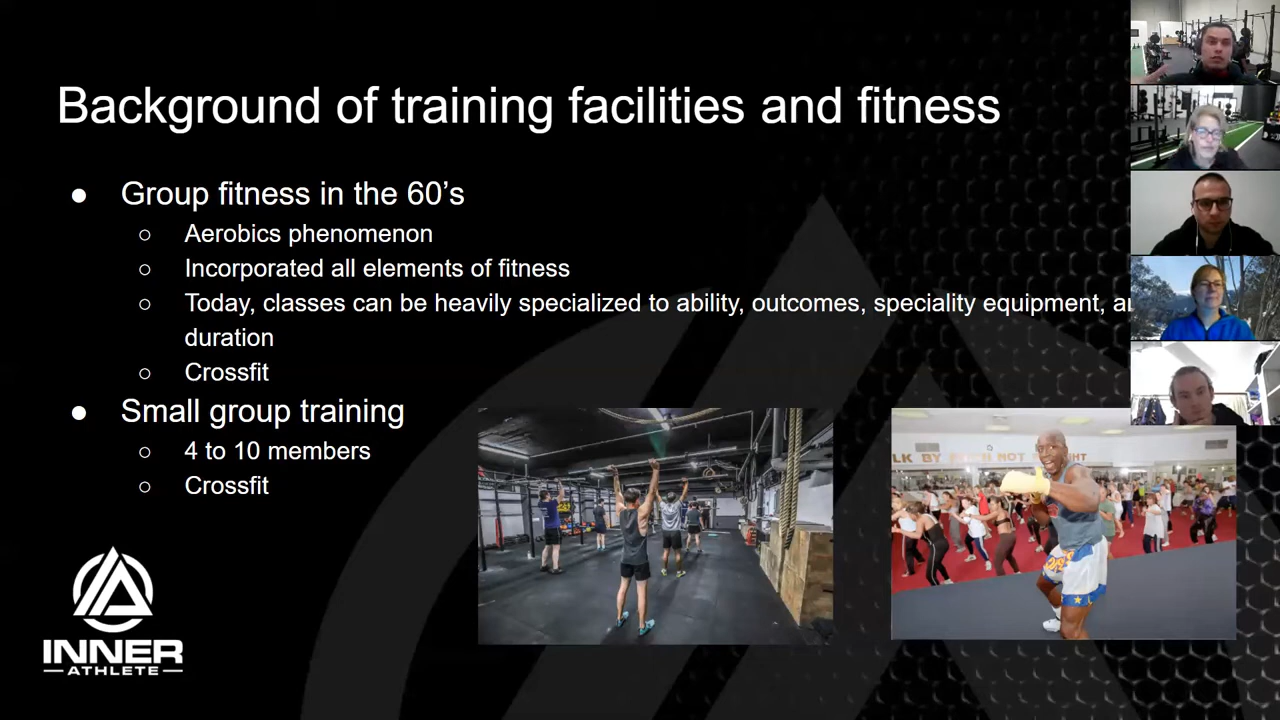 Background of training facilities and fitness
● Group fitness in the 60’s
○ Aerobics phenomenon
○ Incorporated all elements of fitness
○ Today, classes can be heavily specialized to ability, outcomes, speciality equipment,
duration
○ Crossfit
● Small group training
○ 4 to 10 members
○ Crossfit
BY NOT
INNER
ATHLETE